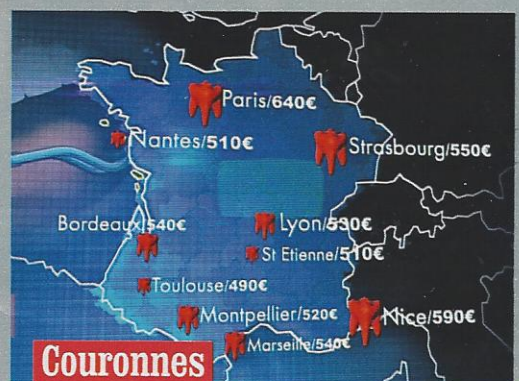 Paris/640€
Nantes/510€
Strasbourg/550€
Bordeaux/540€
Lyon/530€
St Etienne/510€
Toulouse/490€
Montpellier/520€
Nice/590€
Marseille/540€
Couronnes